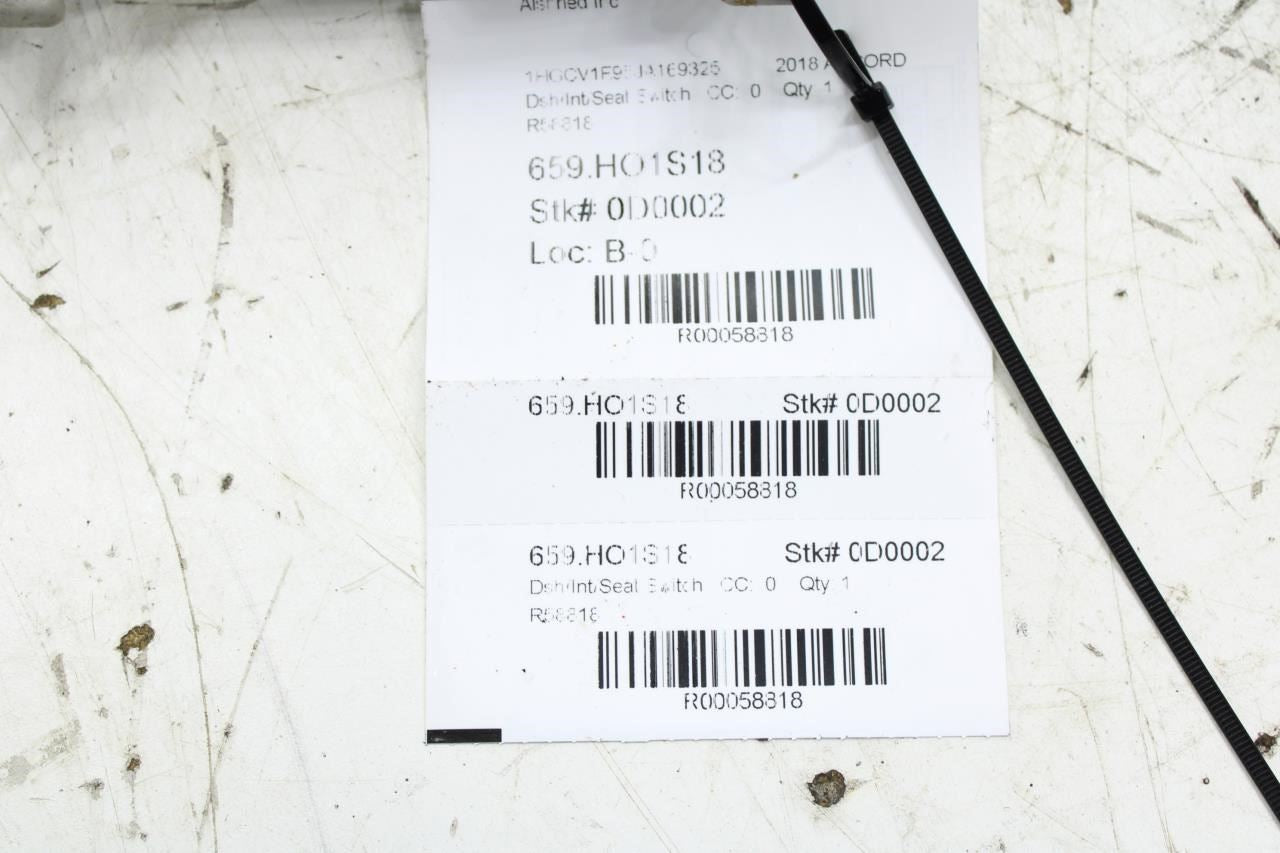 1HGCV1F95JA169325 2018 ACCORD
Dsh/Int/Seat Switch CC: 0 Qty 1
R58818
659.HO1S18
Stk# 0D0002
Loc: B-0
R00058818
659.HO1S18 Stk# 0D0002
R00058818
659.HO1S18 Stk# 0D0002
Dsh/Int/Seat Switch CC: 0 Qty 1
R58818
R00058818